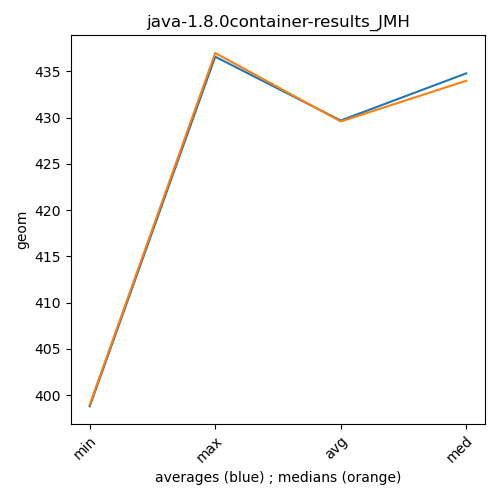 java-1.8.0container-results_JMH
435
430
425
420
415
410
405
400
geom
min
max
avg
med
averages (blue) ; medians (orange)